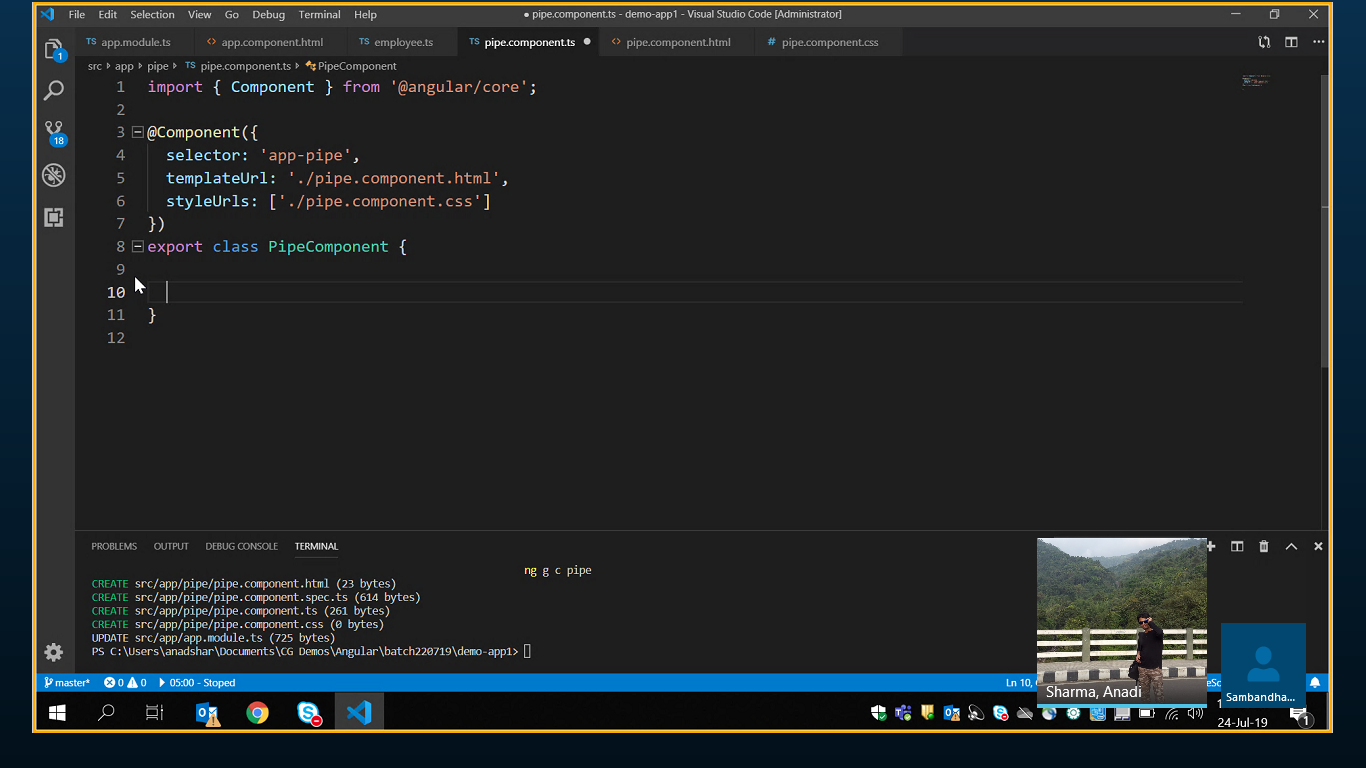 File Edit Selection View Go Debug Terminal Help
● pipe.component.ts - demo-app1 - Visual Studio Code [Administrator]
TS app.module.ts <> app.component.html TS employee.ts TS pipe.component.ts ● <> pipe.component.html # pipe.component.css
src › app › pipe › TS pipe.component.ts › PipeComponent
1 import { Component } from '@angular/core';
2
3 @Component({
4 selector: 'app-pipe',
5 templateUrl: './pipe.component.html',
6 styleUrls: ['./pipe.component.css']
7 })
8 export class PipeComponent {
9
10
11 }
12
1
18
PROBLEMS OUTPUT DEBUG CONSOLE TERMINAL
ng g c pipe
CREATE src/app/pipe/pipe.component.html (23 bytes)
CREATE src/app/pipe/pipe.component.spec.ts (614 bytes)
CREATE src/app/pipe/pipe.component.ts (261 bytes)
CREATE src/app/pipe/pipe.component.css (0 bytes)
UPDATE src/app/app.module.ts (725 bytes)
PS C:\Users\anadshar\Documents\CG Demos\Angular\batch220719\demo-app1>
master* 0 0 05:00 - Stoped Ln 10,
Sharma, Anadi
Sambandha...
24-Jul-19
1